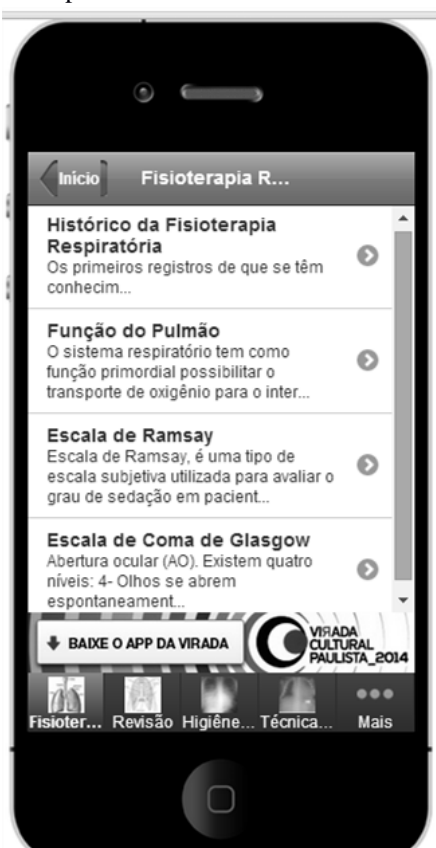 Início
Fisioterapia R...
Histórico da Fisioterapia
Respiratória
Os primeiros registros de que se têm
conhecim...
Função do Pulmão
O sistema respiratório tem como
função primordial possibilitar o
transporte de oxigênio para o inter...
Escala de Ramsay
Escala de Ramsay, é uma tipo de
escala subjetiva utilizada para avaliar o
grau de sedação em pacient...
Escala de Coma de Glasgow
Abertura ocular (AO). Existem quatro
níveis: 4- Olhos se abrem
espontaneament...
BAIXE O APP DA VIRADA
VIRADA
CULTURAL
PAULISTA_2014
Fisioter...
Revisão
Higiêne...
Técnica...
Mais